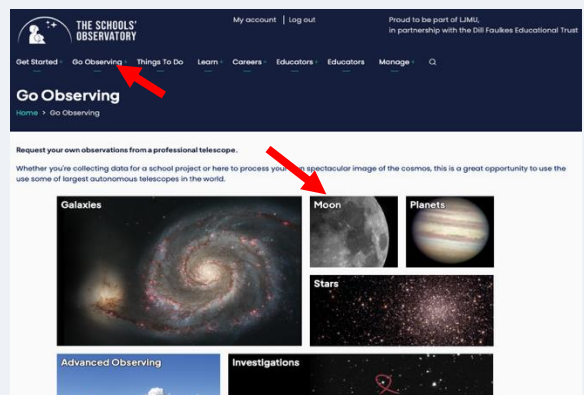 THE SCHOOLS'
OBSERVATORY
My account | Log out
Proud to be part of LJMU,
in partnership with the Dill Faulkes Educational Trust
Get Started Go Observing Things To Do Learn Careers Educators Educators Manage
Go Observing
Home > Go Observing
Request your own observations from a professional telescope.
Whether you're collecting data for a school project or here to process your own spectacular image of the cosmos, this is a great opportunity to use the
use some of largest autonomous telescopes in the world.
Galaxies
Moon
Planets
Stars
Advanced Observing
Investigations